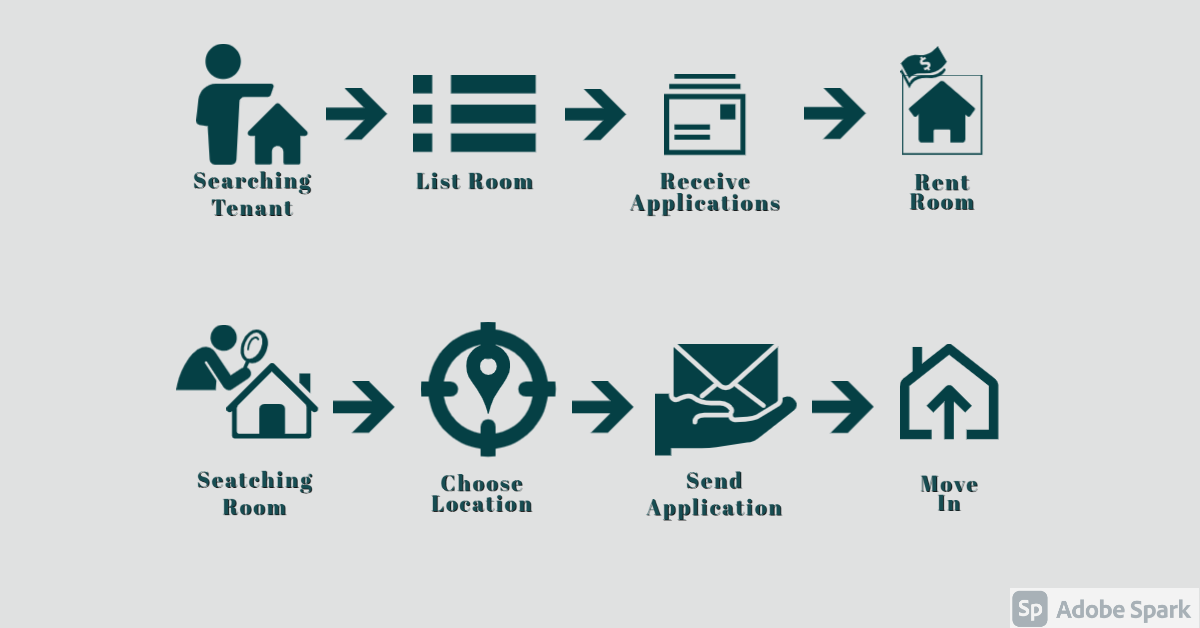 Searching
Tenant
List Room
Receive
Applications
Rent
Room
Seatching
Room
Choose
Location
Send
Application
Move
In
Sp Adobe Spark